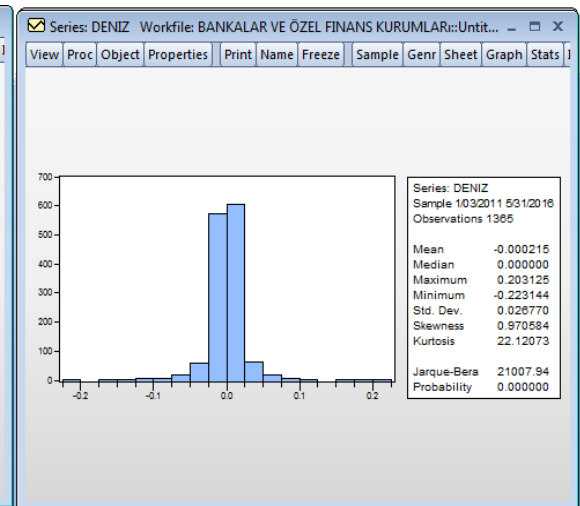 Series: DENIZ Workfile: BANKALAR VE ÖZEL FINANS KURUMLARı:::Untit...
View Proc Object Properties Print Name Freeze Sample Genr Sheet Graph Stats
700
600
500
400
300
200
100
0
-0.2 -0.1 0.0 0.1 0.2
Series: DENIZ
Sample 1/03/2011 5/31/2016
Observations 1365
Mean -0.000215
Median 0.000000
Maximum 0.203125
Minimum -0.223144
Std. Dev. 0.026770
Skewness 0.970584
Kurtosis 22.12073
Jarque-Bera 21007.94
Probability 0.000000